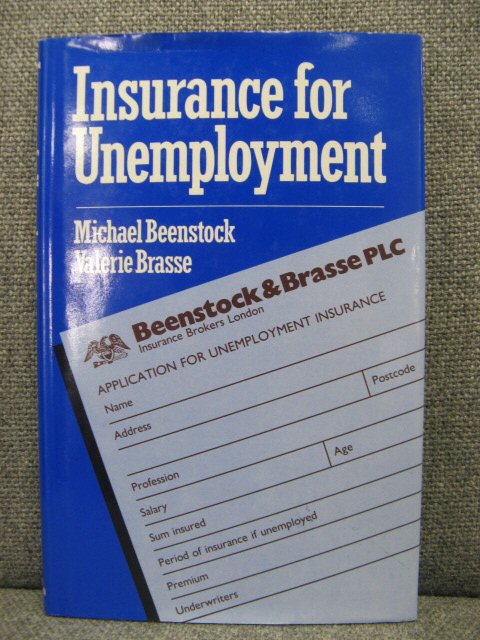 Insurance for
Unemployment
Michael Beenstock
Valerie Brasse
Beenstock & Brasse PLC
Insurance Brokers London
APPLICATION FOR UNEMPLOYMENT INSURANCE
Name
Address Postcode
Profession Age
Salary
Sum insured
Period of insurance if unemployed
Premium
Underwriters